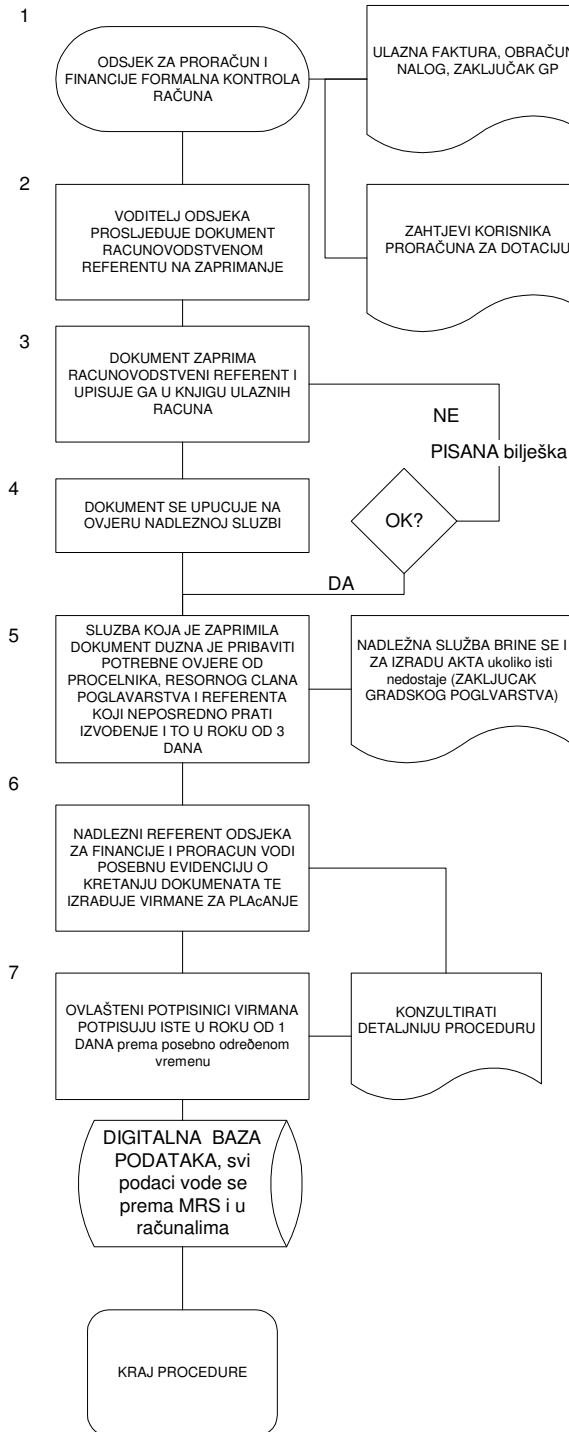 1
ODSJEK ZA PRORAČUN I
FINANCIJE FORMALNA KONTROLA
RAČUNA
ULAZNA FAKTURA, OBRAČUN
NALOG, ZAKLJUČAK GP
2
VODITELJ ODSJEKA
PROSLJEĐUJE DOKUMENT
RACUNOVODSTVENOM
REFERENTU NA ZAPRIMANJE
ZAHTJEVI KORISNIKA
PRORAČUNA ZA DOTACIJU
3
DOKUMENT ZAPRIMA
RACUNOVODSTVENI REFERENT I
UPISUJE GA U KNJIGU ULAZNIH
RACUNA
NE
PISANA bilješka
4
DOKUMENT SE UPUCUJE NA
OVJERU NADLEZNOJ SLUZBI
OK?
DA
5
SLUZBA KOJA JE ZAPRIMILA
DOKUMENT DUZNA JE PRIBAVITI
POTREBNE OVJERE OD
PROCELNIKA, RESORNOG CLANA
POGLAVARSTVA I REFERENTA
KOJI NEPOSREDNO PRATI
IZVOĐENJE I TO U ROKU OD 3
DANA
NADLEŽNA SLUŽBA BRINE SE I
ZA IZRADU AKTA ukoliko isti
nedostaje (ZAKLJUCAK
GRADSKOG POGLVARSTVA)
6
NADLEZNI REFERENT ODSJEKA
ZA FINANCIJE I PRORACUN VODI
POSEBNU EVIDENCIJU O
KRETANJU DOKUMENATA TE
IZRAĐUJE VIRMANE ZA PLAcANJE
7
OVLAŠTENI POTPISINICI VIRMANA
POTPISUJU ISTE U ROKU OD 1
DANA prema posebno određenom
vremenu
KONZULTIRATI
DETALJNIJU PROCEDURU
DIGITALNA BAZA
PODATAKA, svi
podaci vode se
prema MRS i u
računalima
KRAJ PROCEDURE